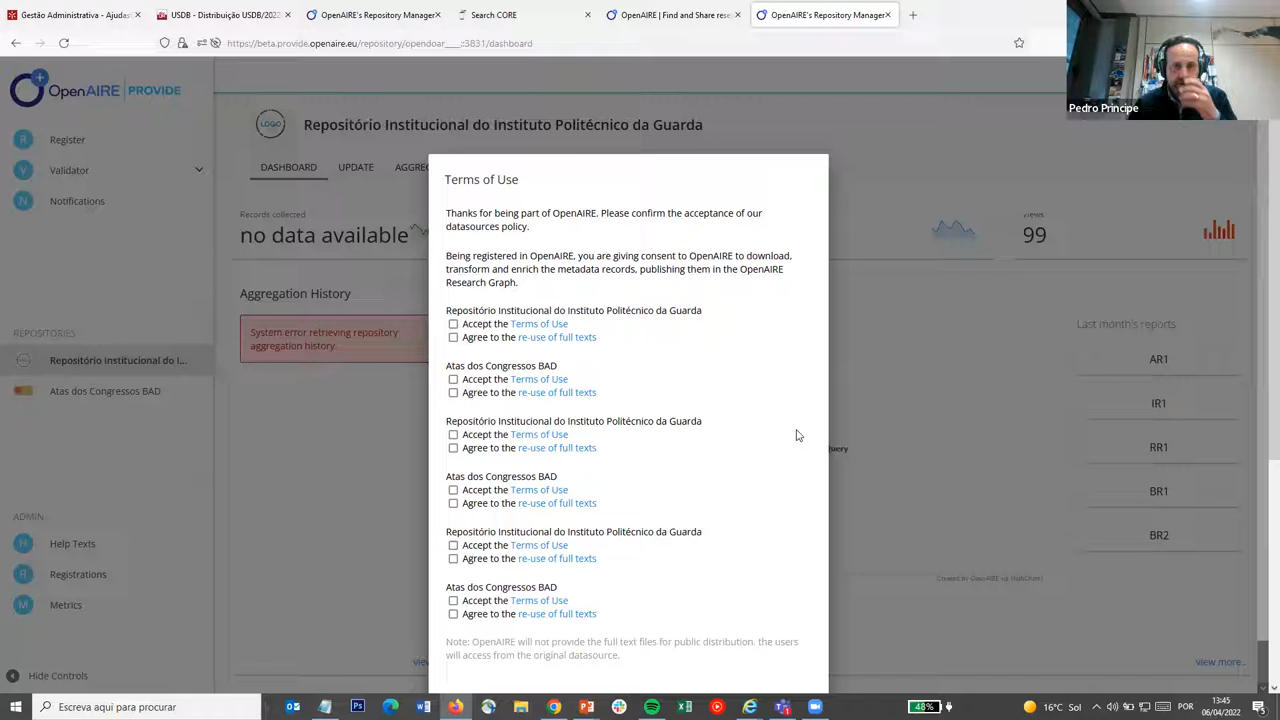 Gestão Administrativa - Ajudas
USDB - Distribuição USDB/2022
OpenAIRE's Repository Manager
Search CORE
OpenAIRE | Find and Share rese
OpenAIRE's Repository Manager
https://beta.provide.openaire.eu/repository/opendoar____:3831/dashboard
Pedro Principe
OpenAIRE | PROVIDE
R Register
V Validator
N Notifications
REPOSITORIES
Repositório Institucional do I...
Atas dos Congressos BAD
ADMIN
H Help Texts
R Registrations
M Metrics
Hide Controls
LOGO
Repositório Institucional do Instituto Politécnico da Guarda
DASHBOARD UPDATE AGGRE
Records collected
no data available
Views
99
Aggregation History
System error retrieving repository
aggregation history.
Terms of Use
Thanks for being part of OpenAIRE. Please confirm the acceptance of our
datasources policy.
Being registered in OpenAIRE, you are giving consent to OpenAIRE to download,
transform and enrich the metadata records, publishing them in the OpenAIRE
Research Graph.
Repositório Institucional do Instituto Politécnico da Guarda
Accept the Terms of Use
Agree to the re-use of full texts
Atas dos Congressos BAD
Accept the Terms of Use
Agree to the re-use of full texts
Repositório Institucional do Instituto Politécnico da Guarda
Accept the Terms of Use
Agree to the re-use of full texts
Atas dos Congressos BAD
Accept the Terms of Use
Agree to the re-use of full texts
Repositório Institucional do Instituto Politécnico da Guarda
Accept the Terms of Use
Agree to the re-use of full texts
Atas dos Congressos BAD
Accept the Terms of Use
Agree to the re-use of full texts
Note: OpenAIRE will not provide the full text files for public distribution. the users
will access from the original datasource.
Last month's reports
AR1
IR1
RR1
BR1
BR2
Created by OpenAIRE via HighCharts
view more..
Escreva aqui para procurar
48%
16°C Sol
POR
13:45
06/04/2022